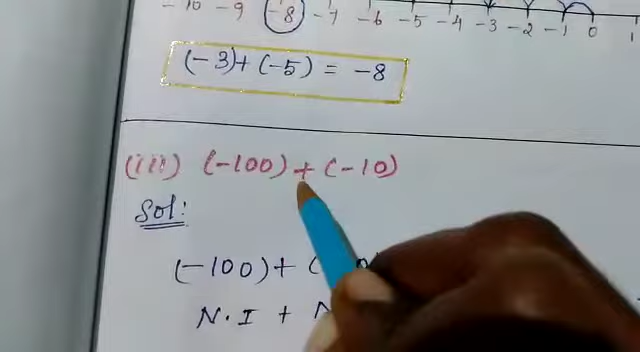 -10 -9 -8 -7 -6 -5 -4 -3 -2 -1 0 1
(-3)+(-5) = -8
(iii) (-100)+(-10)
Sol:
(-100)+(
N.I +